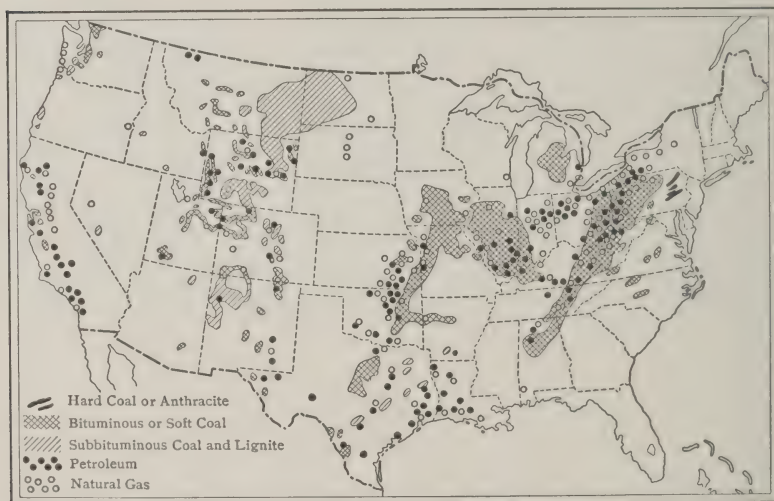 Hard Coal or Anthracite
Bituminous or Soft Coal
Subbituminous Coal and Lignite
Petroleum
Natural Gas